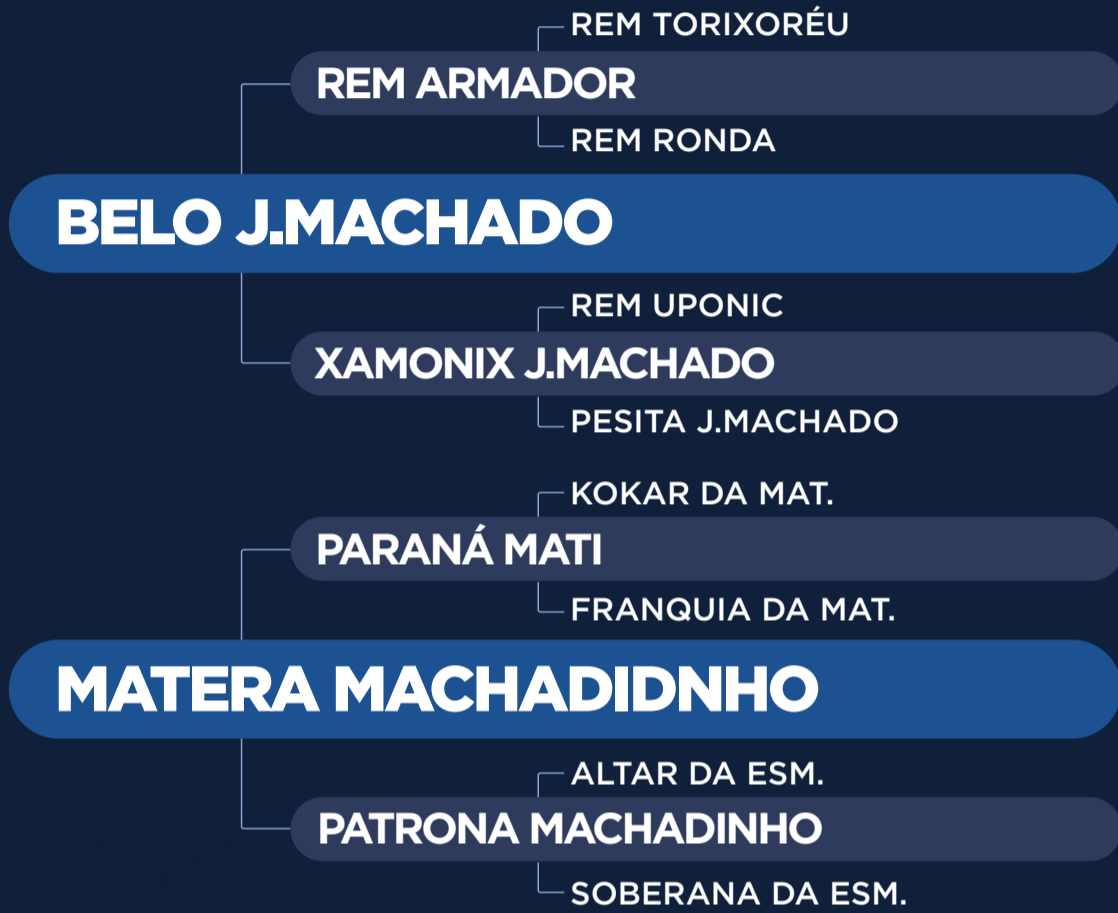 REM TORIXORÉU
REM ARMADOR
REM RONDA
BELO J.MACHADO
REM UPONIC
XAMONIX J.MACHADO
PESITA J.MACHADO
KOKAR DA MAT.
PARANÁ MATI
FRANQUIA DA MAT.
MATERA MACHADIDNHO
ALTAR DA ESM.
PATRONA MACHADINHO
SOBERANA DA ESM.